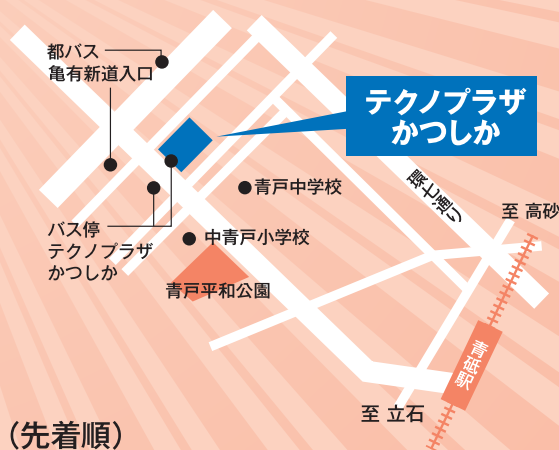 都バス
亀有新道入口
テクノプラザ
かつしか
環七通り
青戸中学校
至 高砂
バス停
テクノプラザ
かつしか
中青戸小学校
青戸平和公園
青砥駅
至 立石
（先着順）